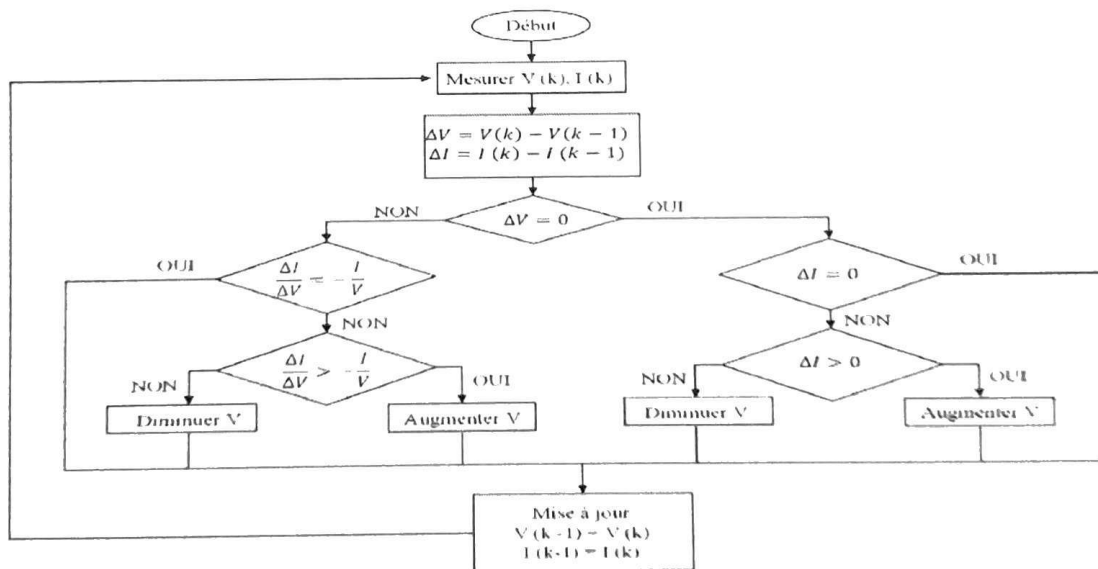 Début
Mesurer V (k), I (k)
ΔV = V(k) − V(k − 1)
ΔI = I (k) − I (k − 1)
NON
ΔV = 0
OUI
OUI
ΔI/ΔV = − I/V
ΔI = 0
OUI
NON
NON
ΔI/ΔV > − I/V
ΔI > 0
NON
OUI
NON
OUI
Diminuer V
Augmenter V
Diminuer V
Augmenter V
Mise à jour
V (k -1) = V (k)
I (k-1) = I (k)